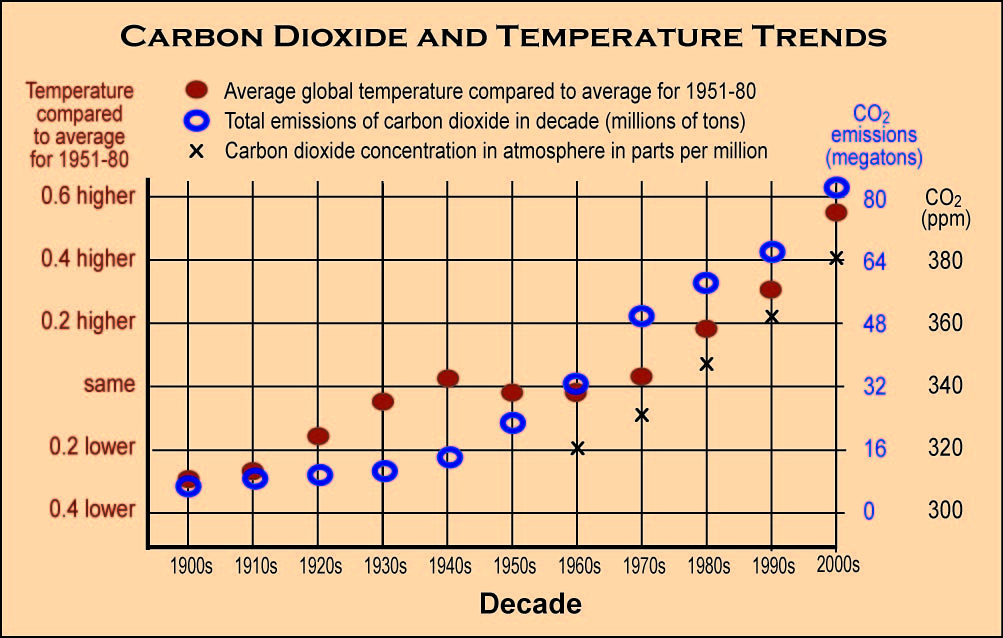 CARBON DIOXIDE AND TEMPERATURE TRENDS
Temperature
compared
to average
for 1951-80
Average global temperature compared to average for 1951-80
Total emissions of carbon dioxide in decade (millions of tons)
Carbon dioxide concentration in atmosphere in parts per million
CO2
emissions
(megatons)
CO2
(ppm)
0.6 higher
0.4 higher
0.2 higher
same
0.2 lower
0.4 lower
80
64
48
32
16
0
380
360
340
320
300
1900s 1910s 1920s 1930s 1940s 1950s 1960s 1970s 1980s 1990s 2000s
Decade